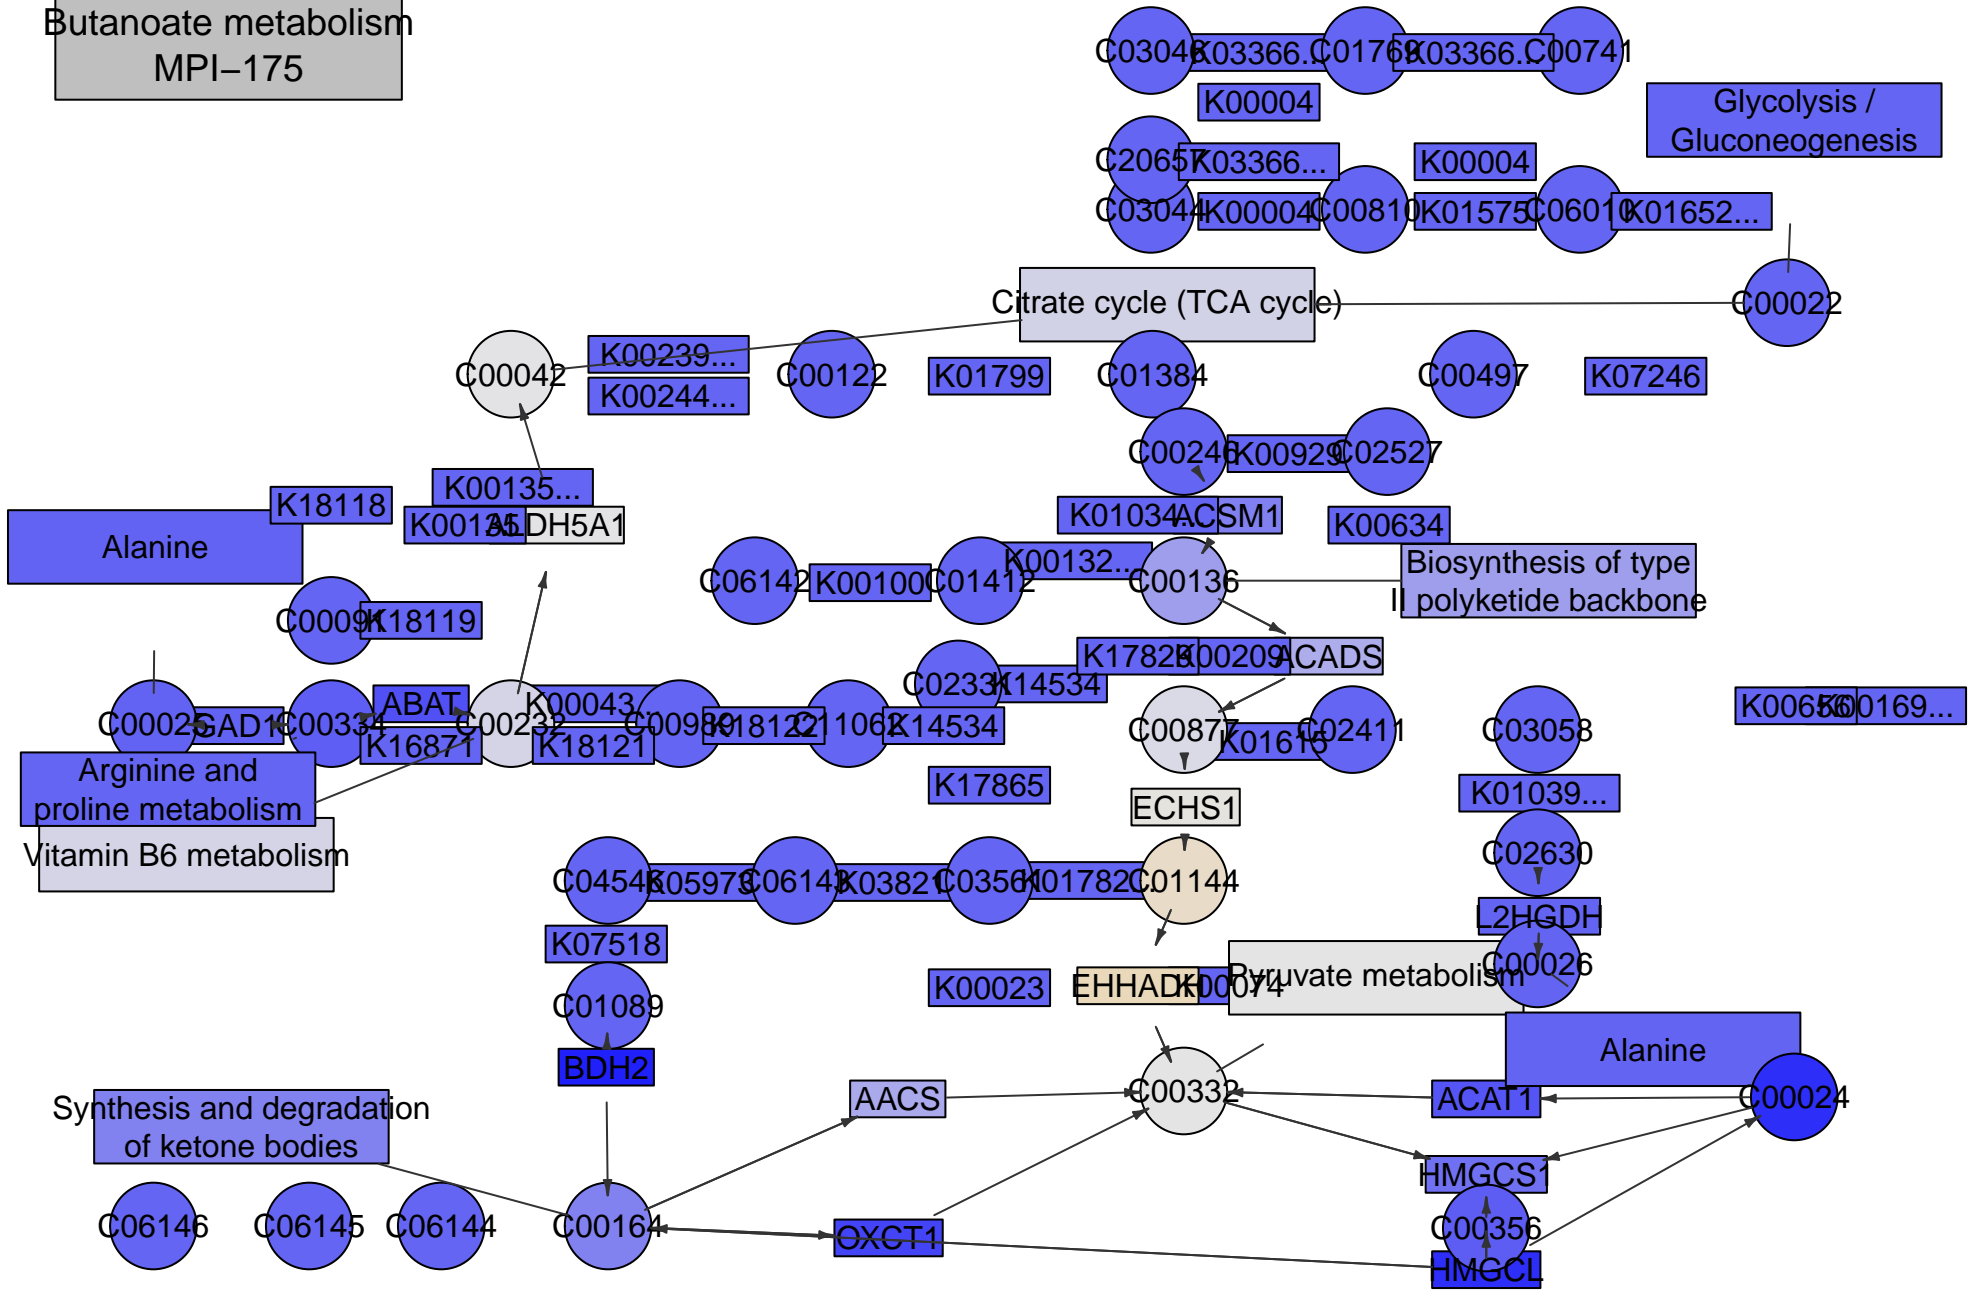 Butanoate metabolism
MPI−175
C03046
K03366...
C01769
K03366...
C00741
K00004
Glycolysis /
Gluconeogenesis
C20657
K03366...
K00004
C03044
K00004
C00810
K01575
C06010
K01652...
Citrate cycle (TCA cycle)
C00022
C00042
K00239...
K00244...
C00122
K01799
C01384
C00497
K07246
C00246
K00929
C02527
K18118
K00135...
K00135
ALDH5A1
K01034...
ACSM1
K00634
Alanine
C06142
K00100
C01412
K00132...
C00136
Biosynthesis of type
II polyketide backbone
C00091
K18119
K17829
K00209
ACADS
C02331
K14534
C00025
GAD1
C00334
ABAT
K16871
C00232
K00043...
K18121
C00989
K18122
C11062
K14534
C00877
K01615
C02411
C03058
K00656
K00169...
Arginine and
proline metabolism
K17865
ECHS1
K01039...
Vitamin B6 metabolism
C02630
C04546
K05973
C06143
K03821
C03561
K01782...
C01144
L2HGDH
K07518
C00026
Pyruvate metabolism
K00023
EHHADH
K00074
C01089
BDH2
Alanine
Synthesis and degradation
of ketone bodies
AACS
C00332
ACAT1
C00024
HMGCS1
C06146
C06145
C06144
C00164
OXCT1
C00356
HMGCL